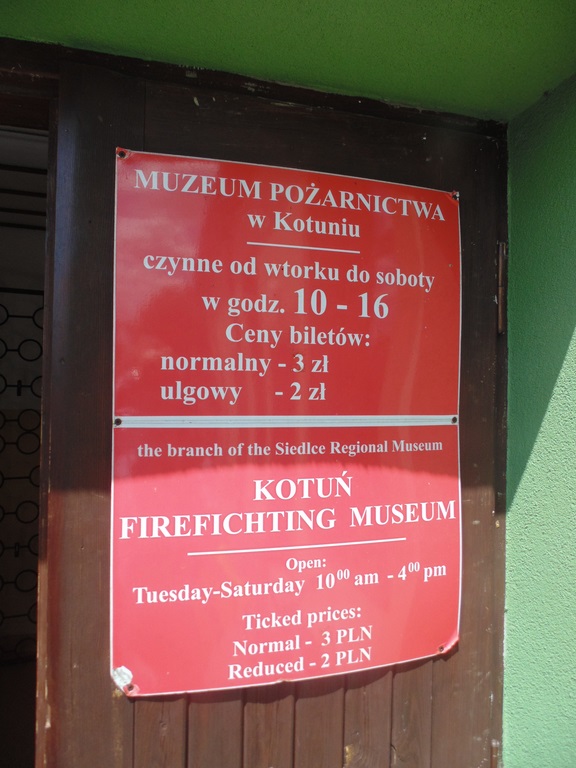 MUZEUM POŻARNICTWA
w Kotuniu
czynne od wtorku do soboty
w godz. 10 - 16
Ceny biletów:
normalny - 3 zł
ulgowy - 2 zł
the branch of the Siedlce Regional Museum
KOTUŃ
FIREFICHTING MUSEUM
Open:
Tuesday-Saturday 10⁰⁰ am - 4⁰⁰ pm
Ticked prices:
Normal - 3 PLN
Reduced - 2 PLN